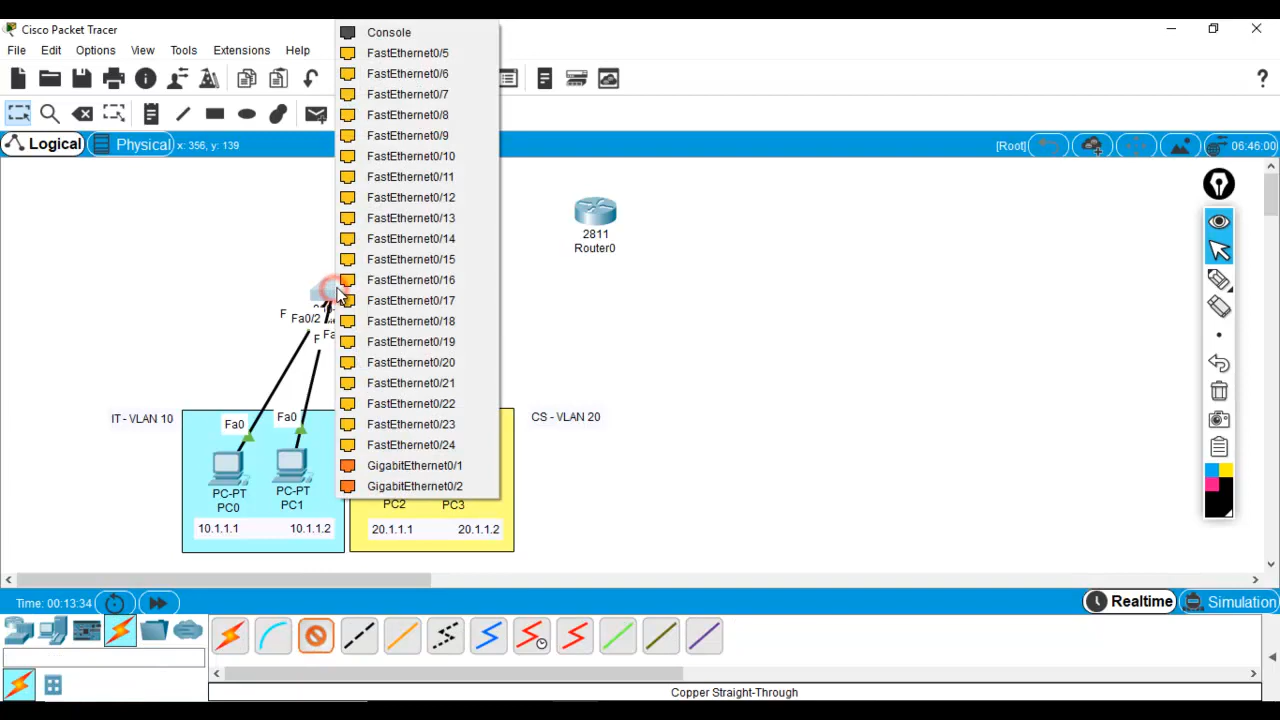 Cisco Packet Tracer
File Edit Options View Tools Extensions Help
Logical Physical x: 356, y: 139 [Root] 06:46:00
Console
FastEthernet0/5
FastEthernet0/6
FastEthernet0/7
FastEthernet0/8
FastEthernet0/9
FastEthernet0/10
FastEthernet0/11
FastEthernet0/12
FastEthernet0/13
FastEthernet0/14
FastEthernet0/15
FastEthernet0/16
FastEthernet0/17
FastEthernet0/18
FastEthernet0/19
FastEthernet0/20
FastEthernet0/21
FastEthernet0/22
FastEthernet0/23
FastEthernet0/24
GigabitEthernet0/1
GigabitEthernet0/2
2811
Router0
Fa0/2
IT - VLAN 10
CS - VLAN 20
Fa0 Fa0
PC-PT PC-PT
PC0 PC1 PC2 PC3
10.1.1.1 10.1.1.2 20.1.1.1 20.1.1.2
Time: 00:13:34 Realtime Simulation
Copper Straight-Through